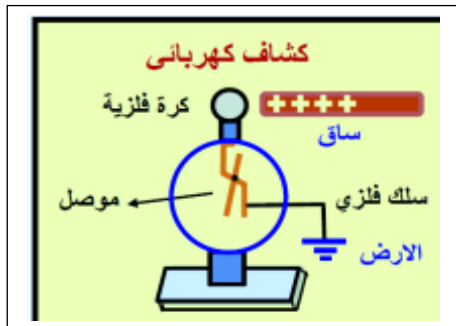 كشاف كهربائى
كرة فلزية
++++
ساق
موصل
سلك فلزي
الارض